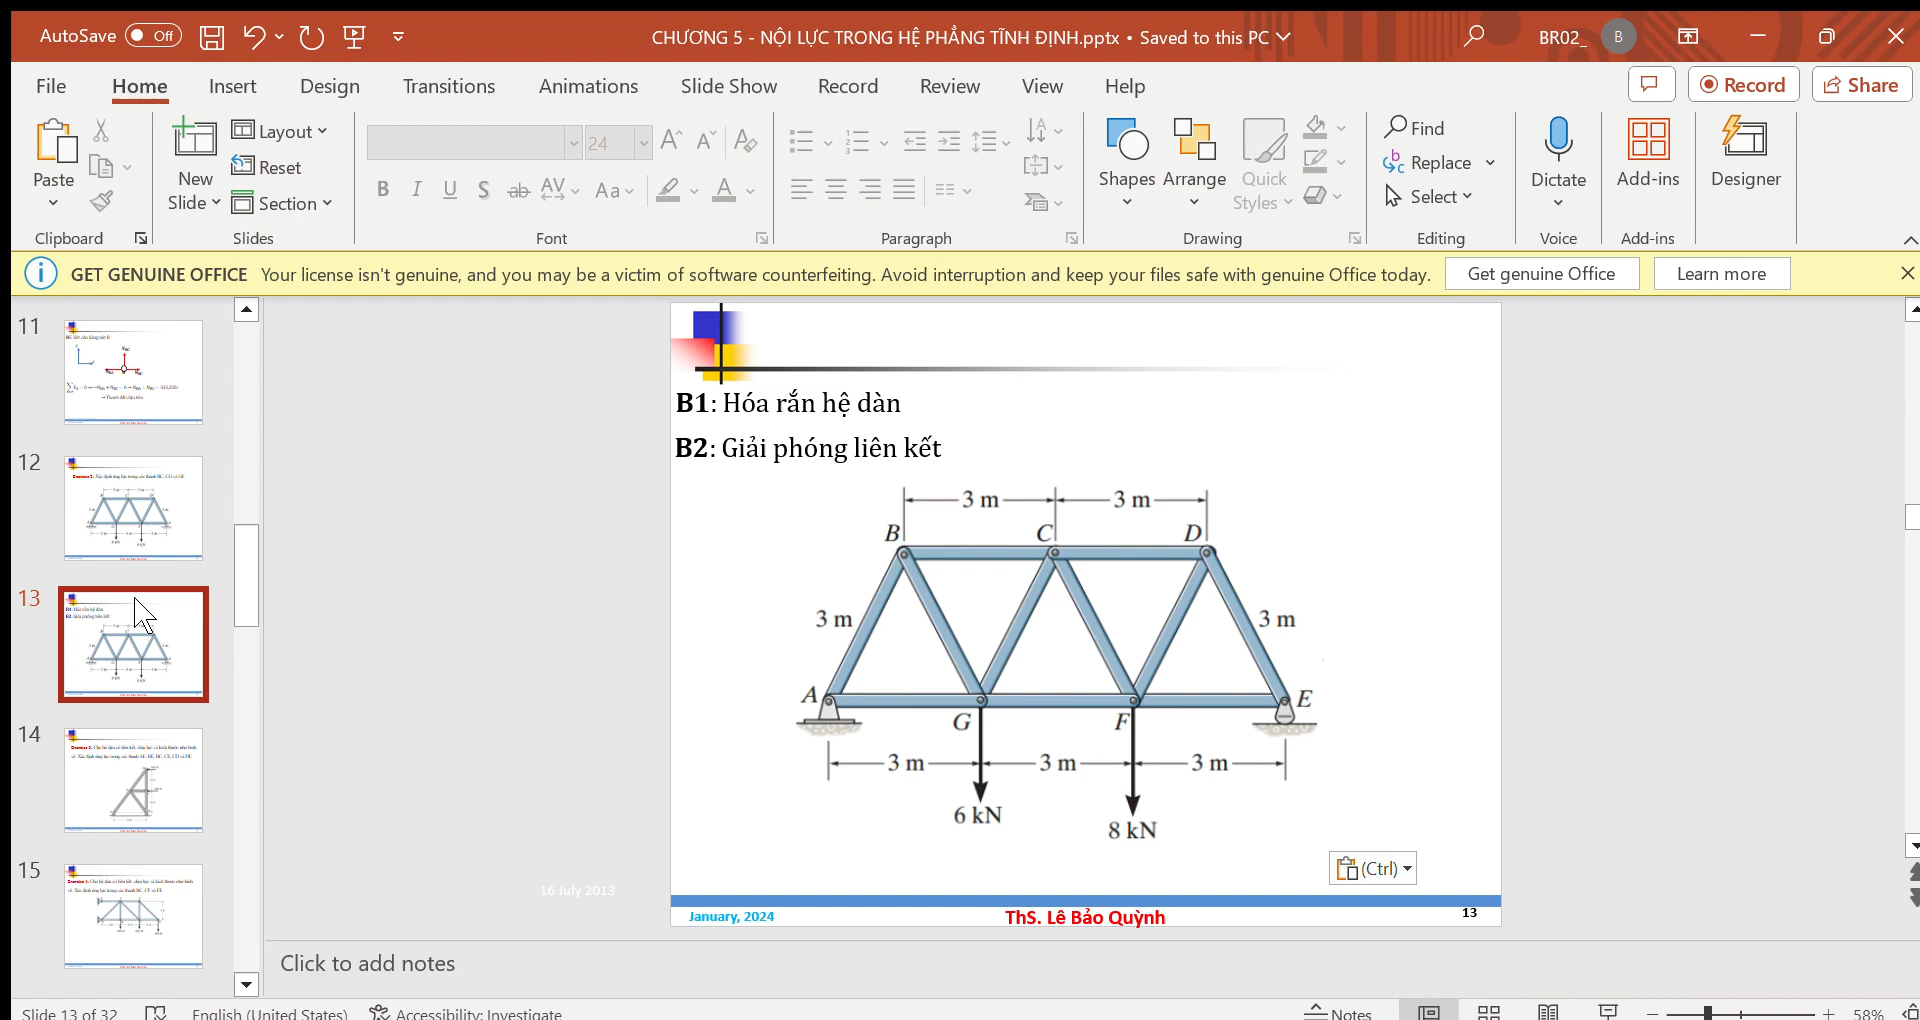 AutoSave Off
CHƯƠNG 5 - NỘI LỰC TRONG HỆ PHẲNG TĨNH ĐỊNH.pptx • Saved to this PC
BR02_ B
File Home Insert Design Transitions Animations Slide Show Record Review View Help
Record Share
Paste
New Slide
Layout
Reset
Section
24
Shapes Arrange Quick Styles
Find
Replace
Select
Dictate
Add-ins
Designer
Clipboard Slides Font Paragraph Drawing Editing Voice Add-ins
GET GENUINE OFFICE Your license isn't genuine, and you may be a victim of software counterfeiting. Avoid interruption and keep your files safe with genuine Office today. Get genuine Office Learn more
11
12
13
14
15
B1: Hóa rắn hệ dàn
B2: Giải phóng liên kết
3 m 3 m
B C D
3 m 3 m
A G F E
3 m 3 m 3 m
6 kN
8 kN
(Ctrl)
16 July 2013
January, 2024 ThS. Lê Bảo Quỳnh 13
Click to add notes
Slide 13 of 32 English (United States) Accessibility: Investigate Notes 58%